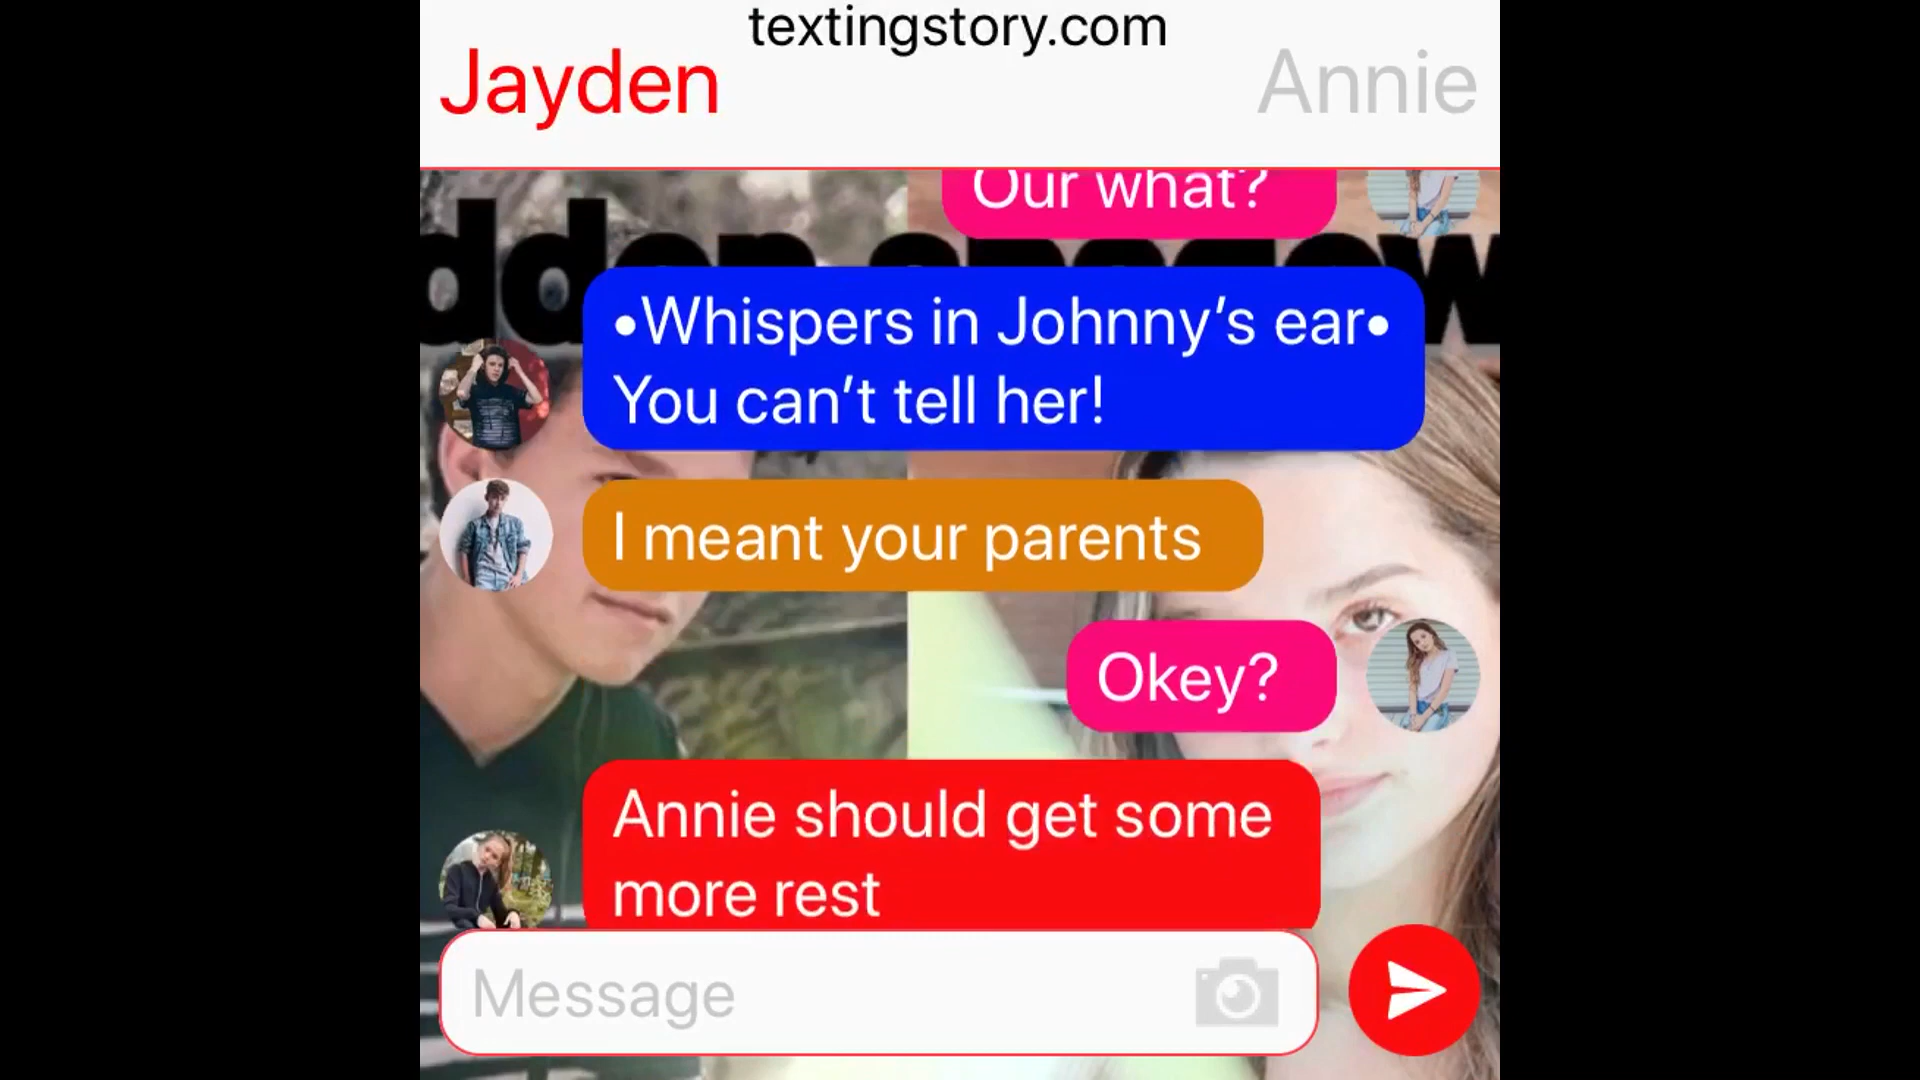 textingstory.com
Jayden
Annie
Our what?
•Whispers in Johnny’s ear•
You can’t tell her!
I meant your parents
Okey?
Annie should get some
more rest
Message